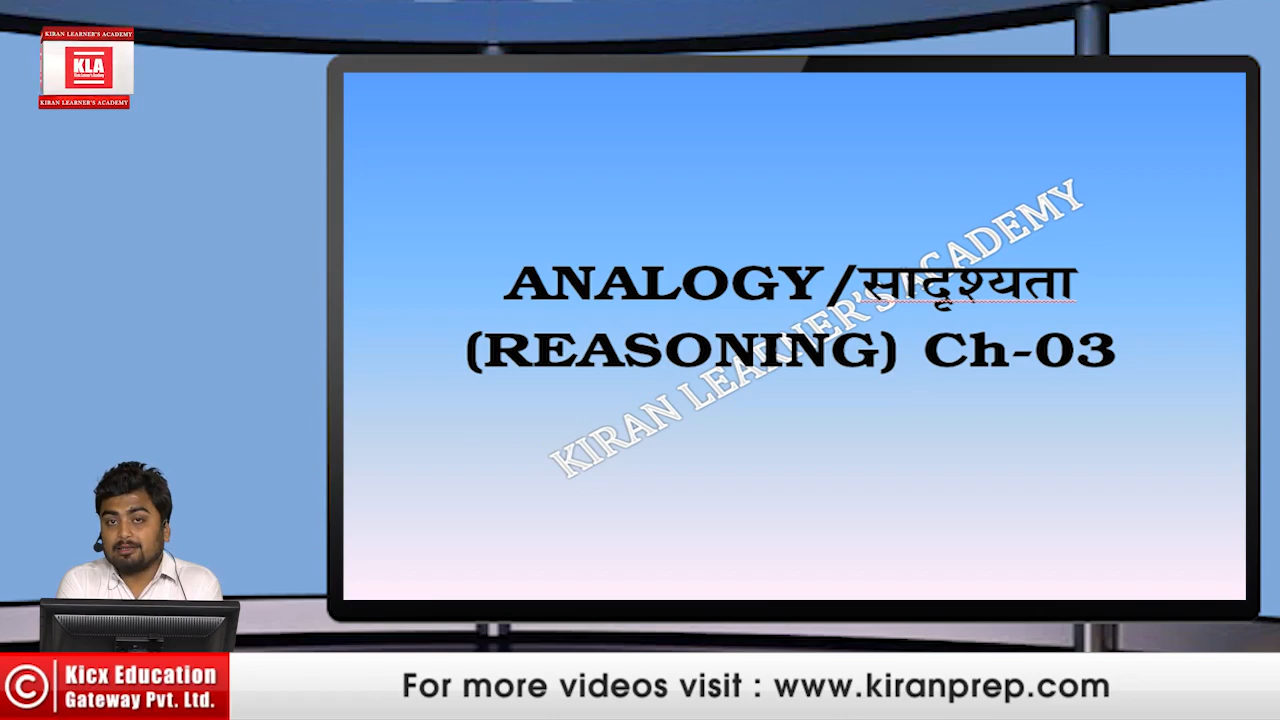 KIRAN LEARNER'S ACADEMY
KLA
KIRAN LEARNER'S ACADEMY
ANALOGY/सादृश्यता
(REASONING) Ch-03
KIRAN LEARNER'S ACADEMY
© Kicx Education
Gateway Pvt. Ltd.
For more videos visit : www.kiranprep.com